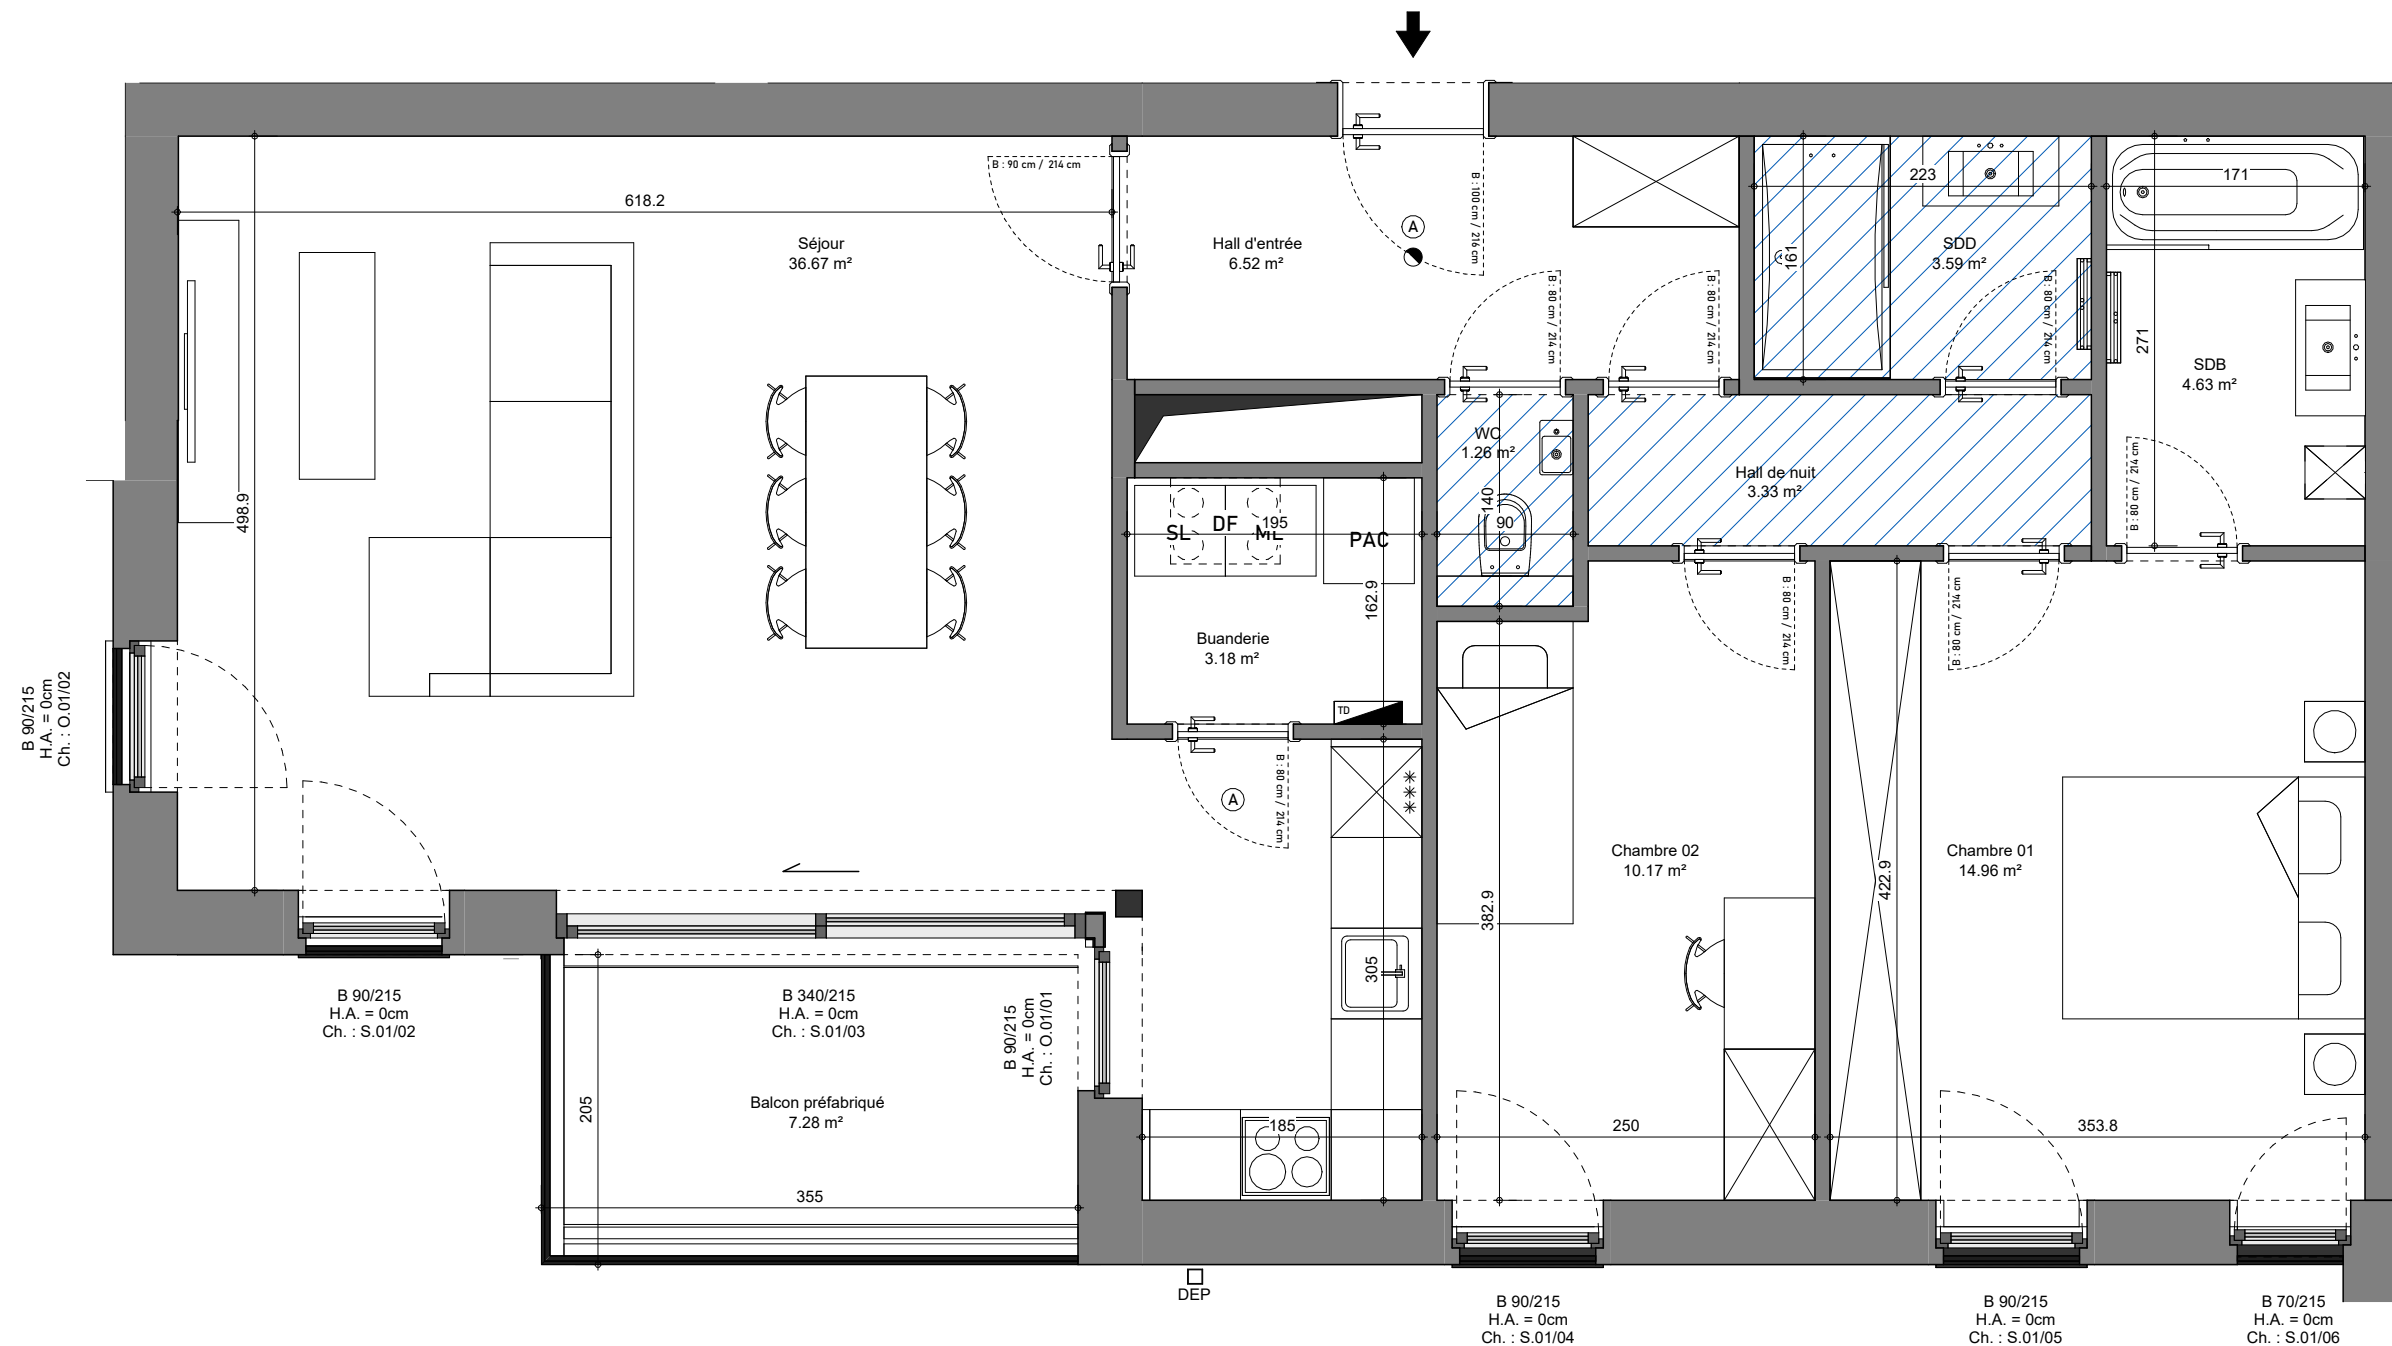 B : 90 cm / 214 cm
618.2
Séjour
36.67 m²
498.9
Hall d'entrée
6.52 m²
B : 100 cm / 216 cm
A
B : 80 cm / 214 cm
B : 80 cm / 214 cm
223
161
SDD
3.59 m²
B : 80 cm / 214 cm
171
271
SDB
4.63 m²
B : 80 cm / 214 cm
WC
1.26 m²
140
90
Hall de nuit
3.33 m²
SL
DF
ML
195
PAC
162.9
Buanderie
3.18 m²
TD
A
B : 80 cm / 214 cm
B : 80 cm / 214 cm
B : 80 cm / 214 cm
Chambre 02
10.17 m²
382.9
Chambre 01
14.96 m²
422.9
305
185
250
353.8
B 90/215
H.A. = 0cm
Ch. : O.01/02
B 90/215
H.A. = 0cm
Ch. : S.01/02
B 340/215
H.A. = 0cm
Ch. : S.01/03
B 90/215
H.A. = 0cm
Ch. : O.01/01
Balcon préfabriqué
7.28 m²
205
355
DEP
B 90/215
H.A. = 0cm
Ch. : S.01/04
B 90/215
H.A. = 0cm
Ch. : S.01/05
B 70/215
H.A. = 0cm
Ch. : S.01/06